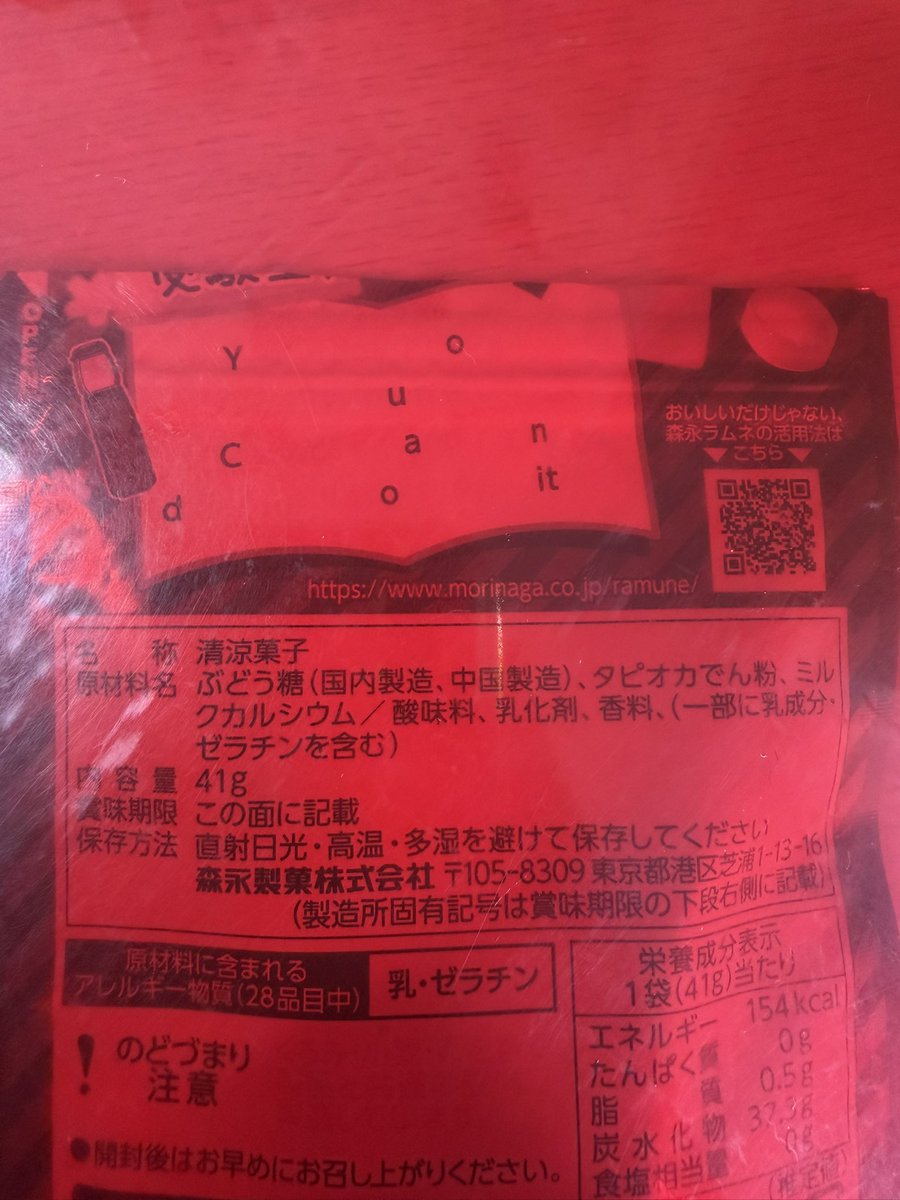 Y o
u
C a n
d o it
おいしいだけじゃない、
森永ラムネの活用法は
▼こちら▼
https://www.morinaga.co.jp/ramune/
名 称 清涼菓子
原材料名 ぶどう糖(国内製造、中国製造)、タピオカでん粉、ミル
クカルシウム/酸味料、乳化剤、香料、(一部に乳成分・
ゼラチンを含む)
内容量 41g
賞味期限 この面に記載
保存方法 直射日光・高温・多湿を避けて保存してください
森永製菓株式会社 〒105-8309 東京都港区芝浦1-13-16
(製造所固有記号は賞味期限の下段右側に記載)
原材料に含まれる
アレルギー物質(28品目中)
乳・ゼラチン
!のどづまり
注意
●開封後はお早めにお召し上がりください。
栄養成分表示
1袋(41g)当たり
エネルギー 154kcal
たんぱく質 0g
脂質 0.5g
炭水化物 37.3g
食塩相当量 0g
(推定値)